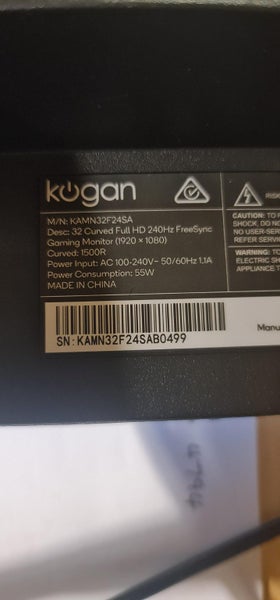 kogan
M/N: KAMN32F24SA
Desc: 32 Curved Full HD 240Hz FreeSync
Gaming Monitor (1920 × 1080)
Curved: 1500R
Power Input: AC 100-240V~ 50/60Hz 1.1A
Power Consumption: 55W
MADE IN CHINA
RISK
CAUTION: TO
SHOCK, DO NO
NO USER-SER
REFER SERVIC
WARNING: TO
ELECTRIC SH
APPLIANCE T
Manu
SN: KAMN32F24SAB0499